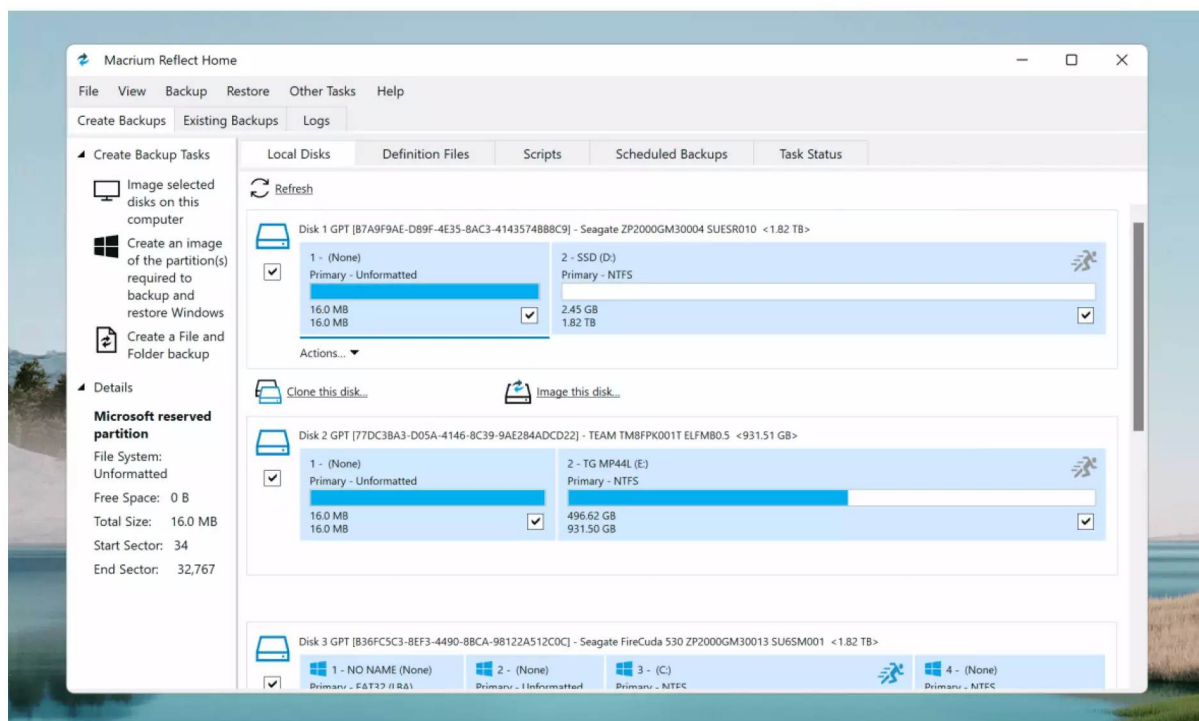 Macrium Reflect Home
File View Backup Restore Other Tasks Help
Create Backups Existing Backups Logs
Create Backup Tasks
Image selected
disks on this
computer
Create an image
of the partition(s)
required to
backup and
restore Windows
Create a File and
Folder backup
Details
Microsoft reserved
partition
File System:
Unformatted
Free Space: 0 B
Total Size: 16.0 MB
Start Sector: 34
End Sector: 32,767
Local Disks Definition Files Scripts Scheduled Backups Task Status
Refresh
Disk 1 GPT [B7A9F9AE-D89F-4E35-8AC3-4143574B88C9] - Seagate ZP2000GM30004 SUESR010 <1.82 TB>
1 - (None)
Primary - Unformatted
16.0 MB
16.0 MB
2 - SSD (D:)
Primary - NTFS
2.45 GB
1.82 TB
Actions...
Clone this disk... Image this disk...
Disk 2 GPT [77DC3BA3-D05A-4146-8C39-9AE284ADCD22] - TEAM TM8FPK001T ELFMB0.5 <931.51 GB>
1 - (None)
Primary - Unformatted
16.0 MB
16.0 MB
2 - TG MP44L (E:)
Primary - NTFS
496.62 GB
931.50 GB
Disk 3 GPT [B36FC5C3-8EF3-4490-8BCA-98122A512C0C] - Seagate FireCuda 530 ZP2000GM30013 SU6SM001 <1.82 TB>
1 - NO NAME (None) 2 - (None) 3 - (C:) 4 - (None)
Primary - FAT32 (LBA) Primary - Unformatted Primary - NTFS Primary - NTFS